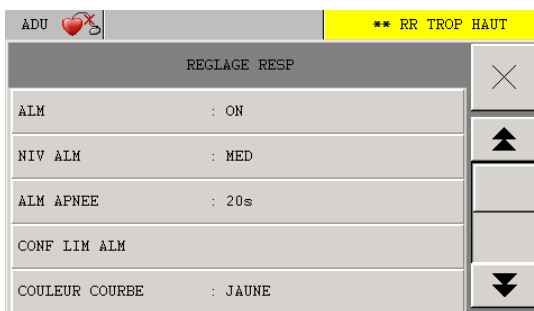 ADU ** RR TROP HAUT
REGLAGE RESP
ALM : ON
NIV ALM : MED
ALM APNEE : 20s
CONF LIM ALM
COULEUR COURBE : JAUNE